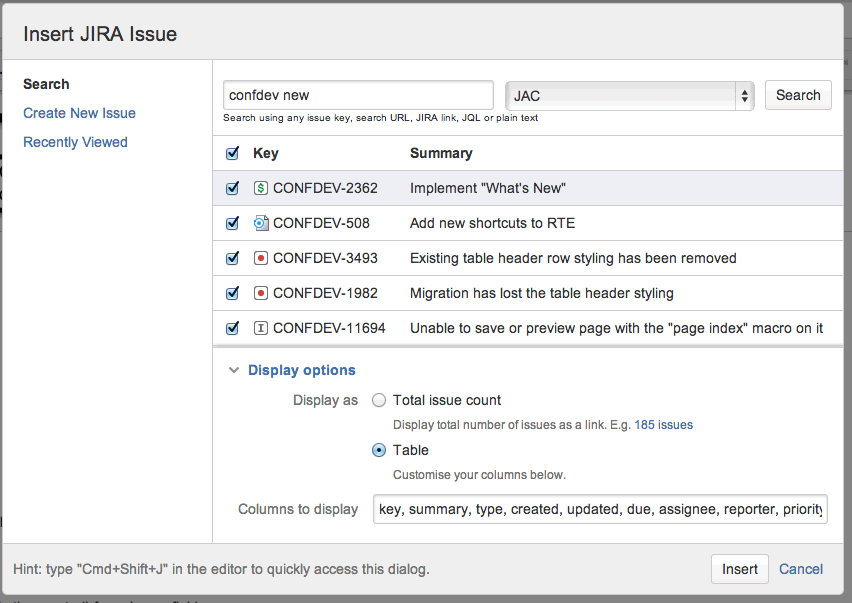 Insert JIRA Issue
Search
Create New Issue
Recently Viewed
confdev new
JAC
Search
Search using any issue key, search URL, JIRA link, JQL or plain text
Key Summary
$ CONFDEV-2362 Implement "What's New"
CONFDEV-508 Add new shortcuts to RTE
CONFDEV-3493 Existing table header row styling has been removed
CONFDEV-1982 Migration has lost the table header styling
I CONFDEV-11694 Unable to save or preview page with the "page index" macro on it
Display options
Display as Total issue count
Display total number of issues as a link. E.g. 185 issues
Table
Customise your columns below.
Columns to display key, summary, type, created, updated, due, assignee, reporter, priority
Hint: type "Cmd+Shift+J" in the editor to quickly access this dialog.
Insert Cancel